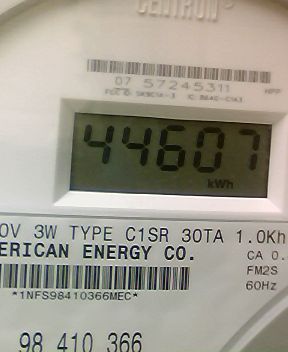 CENTRON
07 57245311
44607
kWh
0V 3W TYPE C1SR 30TA 1.0Kh
ERICAN ENERGY CO.
CA 0.
FM2S
60Hz
*1NFS98410366MEC*
98 410 366